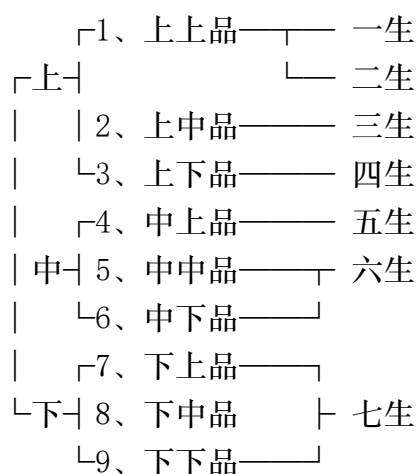 1、上上品 一生
上 二生
2、上中品 三生
3、上下品 四生
4、中上品 五生
中 5、中中品 六生
6、中下品
7、下上品
下 8、下中品 七生
9、下下品